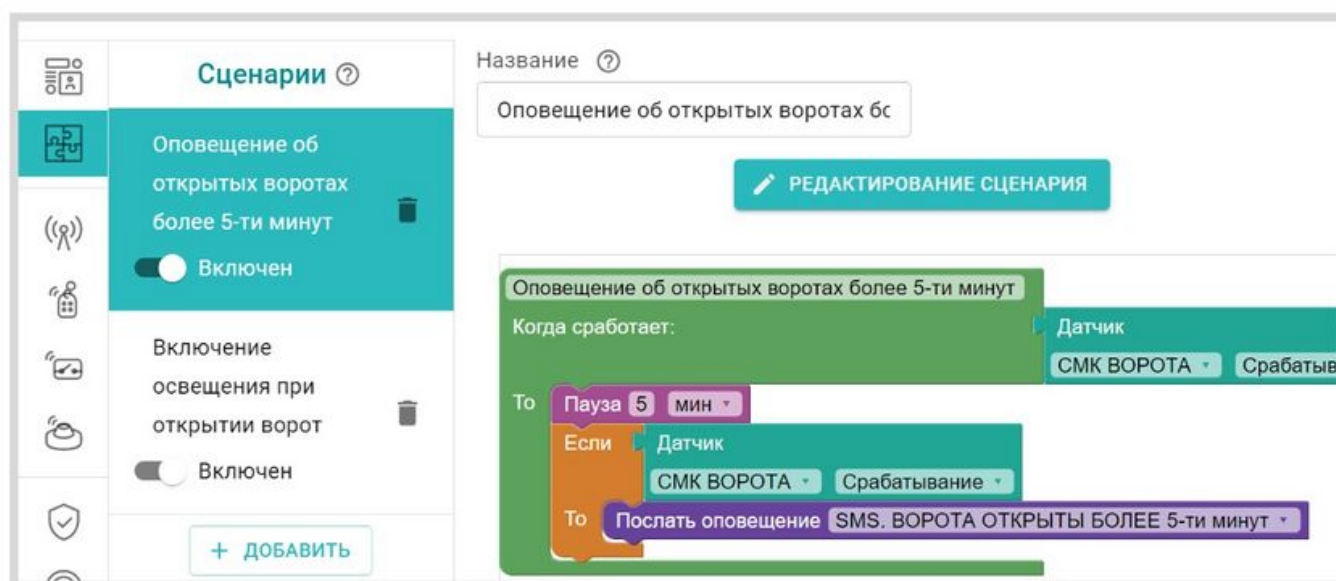 Сценарии
Оповещение об
открытых воротах
более 5-ти минут
Включен
Включение
освещения при
открытии ворот
Включен
+ ДОБАВИТЬ
Название
Оповещение об открытых воротах бо
РЕДАКТИРОВАНИЕ СЦЕНАРИЯ
Оповещение об открытых воротах более 5-ти минут
Когда сработает:
Датчик
СМК ВОРОТА Срабатыв
То Пауза 5 мин
Если Датчик
СМК ВОРОТА Срабатывание
То Послать оповещение SMS. ВОРОТА ОТКРЫТЫ БОЛЕЕ 5-ти минут